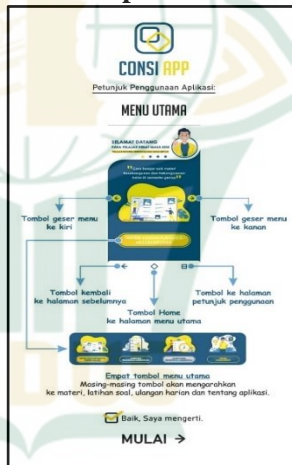 CONSI APP
Petunjuk Penggunaan Aplikasi:
MENU UTAMA
SELAMAT DATANG
Tombol geser menu
ke kiri
Tombol geser menu
ke kanan
Tombol kembali
ke halaman sebelumnya
Tombol ke halaman
petunjuk penggunaan
Tombol Home
ke halaman menu utama
Empat tombol menu utama
Masing-masing tombol akan mengarahkan
ke materi, latihan soal, ulangan harian dan tentang aplikasi.
Baik, Saya mengerti.
MULAI →